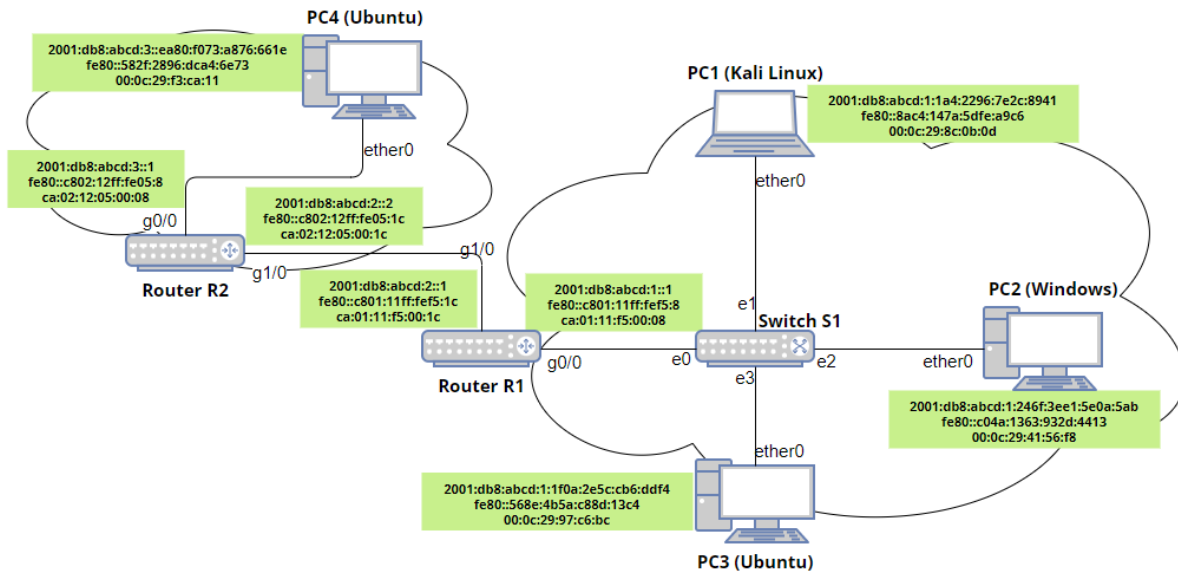 PC4 (Ubuntu)
2001:db8:abcd:3::ea80:f073:a876:661e
fe80::582f:2896:dca4:6e73
00:0c:29:f3:ca:11
ether0
2001:db8:abcd:3::1
fe80::c802:12ff:fe05:8
ca:02:12:05:00:08
g0/0
2001:db8:abcd:2::2
fe80::c802:12ff:fe05:1c
ca:02:12:05:00:1c
g1/0
Router R2
g1/0
2001:db8:abcd:2::1
fe80::c801:11ff:fef5:1c
ca:01:11:f5:00:1c
Router R1
g0/0
2001:db8:abcd:1::1
fe80::c801:11ff:fef5:8
ca:01:11:f5:00:08
PC1 (Kali Linux)
2001:db8:abcd:1:1a4:2296:7e2c:8941
fe80::8ac4:147a:5dfe:a9c6
00:0c:29:8c:0b:0d
ether0
e1
Switch S1
e0
e2
e3
PC2 (Windows)
ether0
2001:db8:abcd:1:246f:3ee1:5e0a:5ab
fe80::c04a:1363:932d:4413
00:0c:29:41:56:f8
ether0
2001:db8:abcd:1:1f0a:2e5c:cb6:ddf4
fe80::568e:4b5a:c88d:13c4
00:0c:29:97:c6:bc
PC3 (Ubuntu)